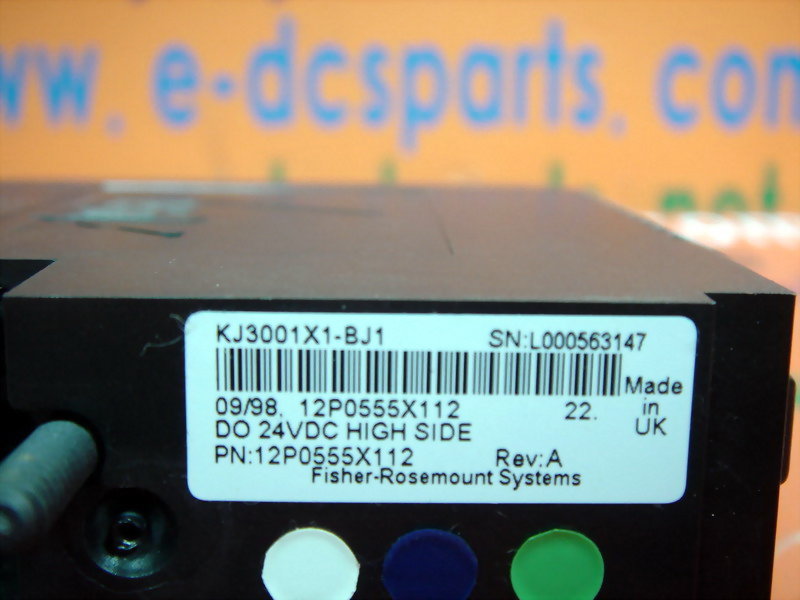 www.e-dcsparts.com
KJ3001X1-BJ1 SN:L000563147
Made in UK
09/98. 12P0555X112 22.
DO 24VDC HIGH SIDE
PN:12P0555X112 Rev:A
Fisher-Rosemount Systems